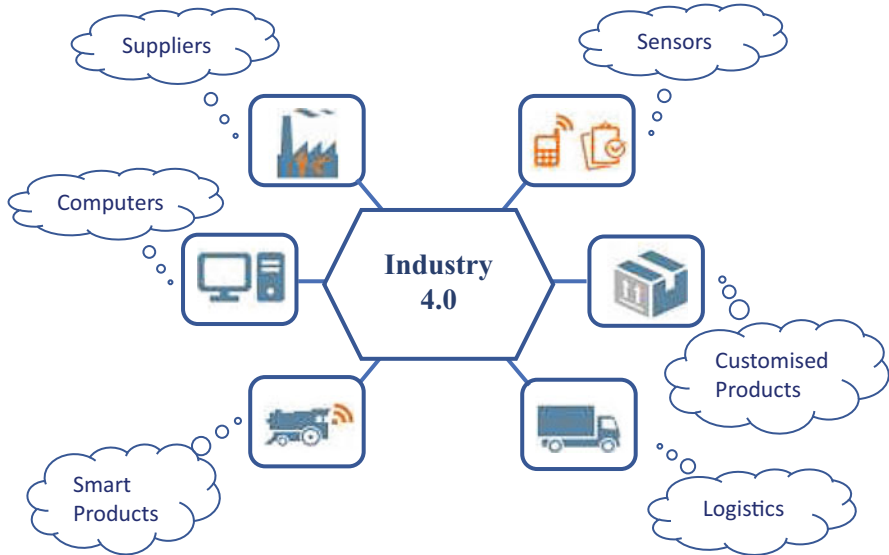 Suppliers
Sensors
Computers
Industry
4.0
Customised
Products
Smart
Products
Logistics